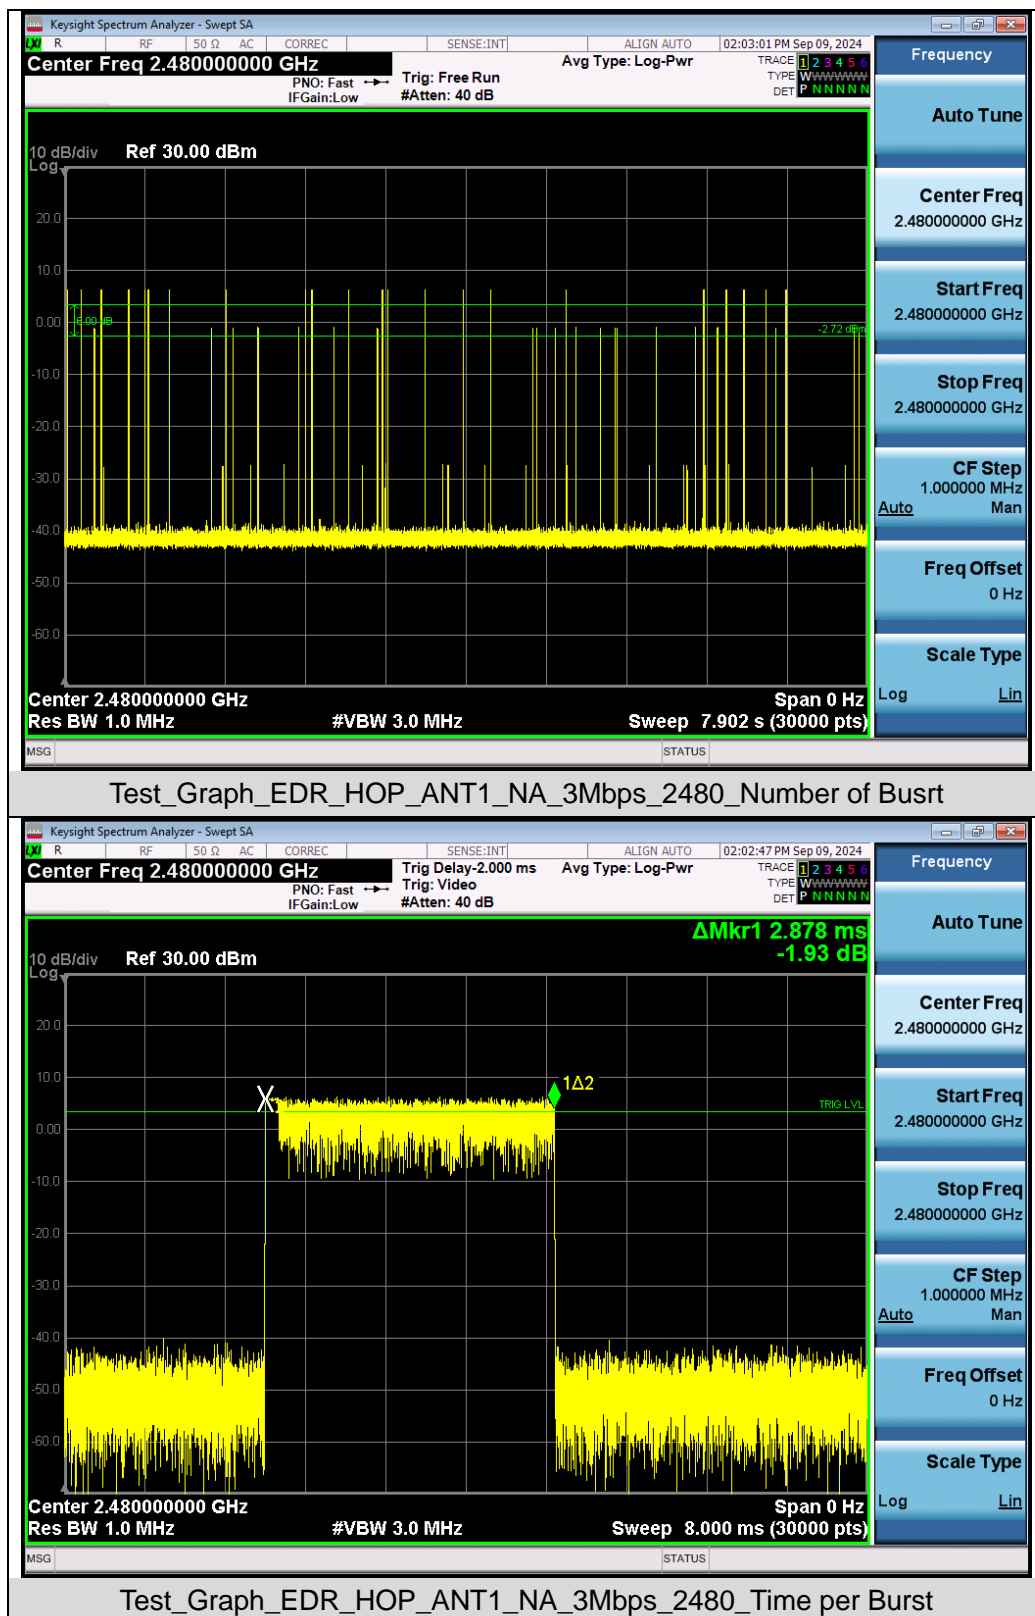 Keysight Spectrum Analyzer - Swept SA
LXI R RF 50 Ω AC CORREC SENSE:INT ALIGN AUTO 02:03:01 PM Sep 09, 2024
Center Freq 2.480000000 GHz
PNO: Fast
IFGain:Low
Trig: Free Run
#Atten: 40 dB
Avg Type: Log-Pwr
TRACE 1 2 3 4 5 6
TYPE WWWWWW
DET P N N N N N
10 dB/div Ref 30.00 dBm
Log
20.0
10.0
0.00
6.00 dB
-2.72 dBm
-10.0
-20.0
-30.0
-40.0
-50.0
-60.0
Center 2.480000000 GHz Span 0 Hz
Res BW 1.0 MHz #VBW 3.0 MHz Sweep 7.902 s (30000 pts)
MSG STATUS
Frequency
Auto Tune
Center Freq
2.480000000 GHz
Start Freq
2.480000000 GHz
Stop Freq
2.480000000 GHz
CF Step
1.000000 MHz
Auto Man
Freq Offset
0 Hz
Scale Type
Log Lin
Test_Graph_EDR_HOP_ANT1_NA_3Mbps_2480_Number of Busrt
Keysight Spectrum Analyzer - Swept SA
LXI R RF 50 Ω AC CORREC SENSE:INT ALIGN AUTO 02:02:47 PM Sep 09, 2024
Center Freq 2.480000000 GHz
PNO: Fast
IFGain:Low
Trig Delay-2.000 ms
Trig: Video
#Atten: 40 dB
Avg Type: Log-Pwr
TRACE 1 2 3 4 5 6
TYPE WWWWWW
DET P N N N N N
ΔMkr1 2.878 ms
-1.93 dB
10 dB/div Ref 30.00 dBm
Log
20.0
10.0
1Δ2
TRIG LVL
0.00
-10.0
-20.0
-30.0
-40.0
-50.0
-60.0
Center 2.480000000 GHz Span 0 Hz
Res BW 1.0 MHz #VBW 3.0 MHz Sweep 8.000 ms (30000 pts)
MSG STATUS
Frequency
Auto Tune
Center Freq
2.480000000 GHz
Start Freq
2.480000000 GHz
Stop Freq
2.480000000 GHz
CF Step
1.000000 MHz
Auto Man
Freq Offset
0 Hz
Scale Type
Log Lin
Test_Graph_EDR_HOP_ANT1_NA_3Mbps_2480_Time per Burst